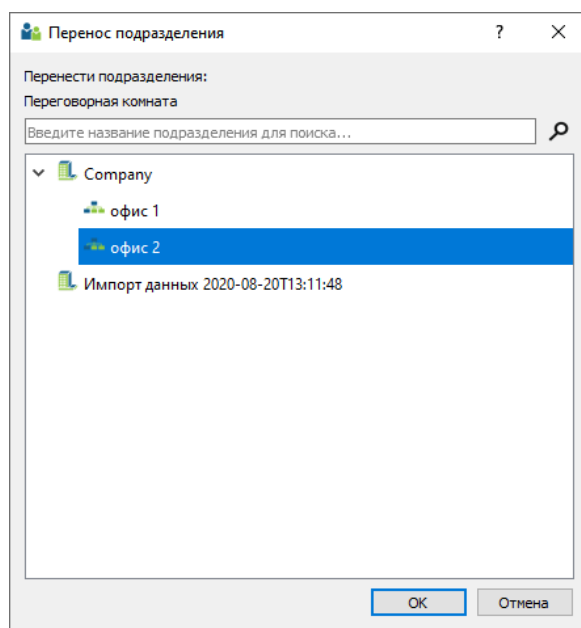 Перенос подразделения
?
Перенести подразделения:
Переговорная комната
Введите название подразделения для поиска...
Company
офис 1
офис 2
Импорт данных 2020-08-20T13:11:48
OK
Отмена